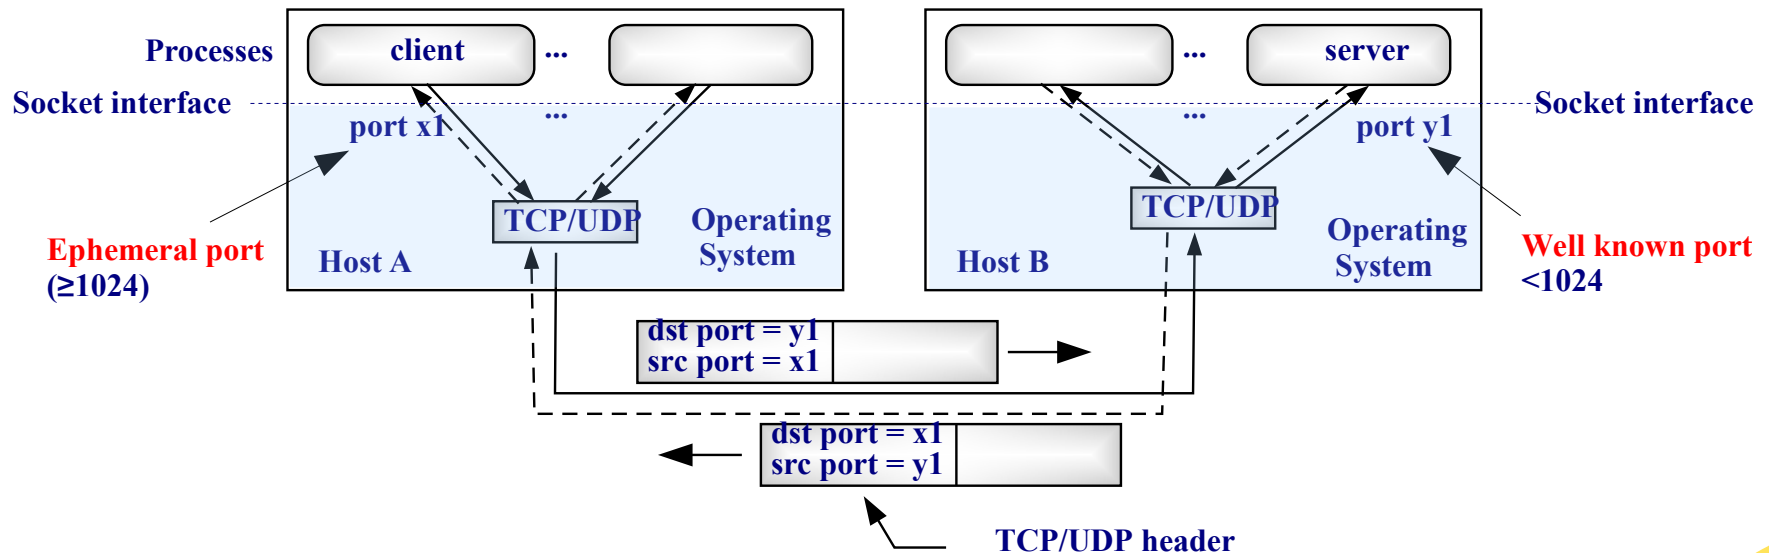 Processes
client
...
...
server
Socket interface
Socket interface
port x1
...
...
port y1
TCP/UDP
Operating
System
Host A
TCP/UDP
Operating
System
Host B
Ephemeral port
(≥1024)
Well known port
<1024
dst port = y1
src port = x1
dst port = x1
src port = y1
TCP/UDP header